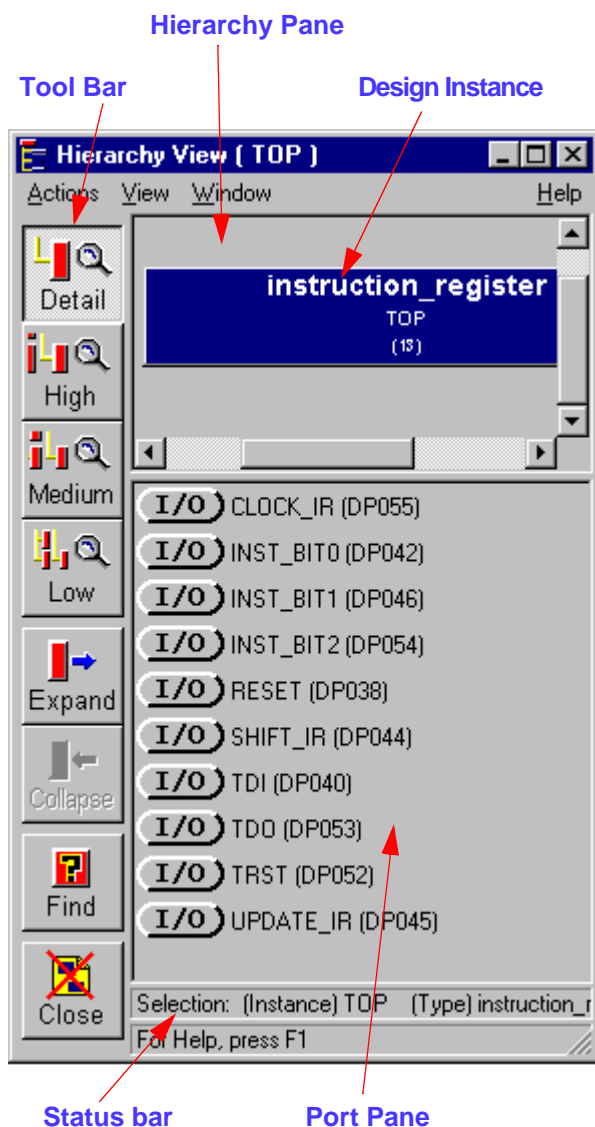 Hierarchy Pane
Tool Bar
Design Instance
Hierarchy View ( TOP )
Actions View Window Help
Detail
High
Medium
Low
Expand
Collapse
Find
Close
instruction_register
TOP
(13)
I/O CLOCK_IR (DP055)
I/O INST_BIT0 (DP042)
I/O INST_BIT1 (DP046)
I/O INST_BIT2 (DP054)
I/O RESET (DP038)
I/O SHIFT_IR (DP044)
I/O TDI (DP040)
I/O TDO (DP053)
I/O TRST (DP052)
I/O UPDATE_IR (DP045)
Selection: (Instance) TOP (Type) instruction_r
For Help, press F1
Status bar
Port Pane